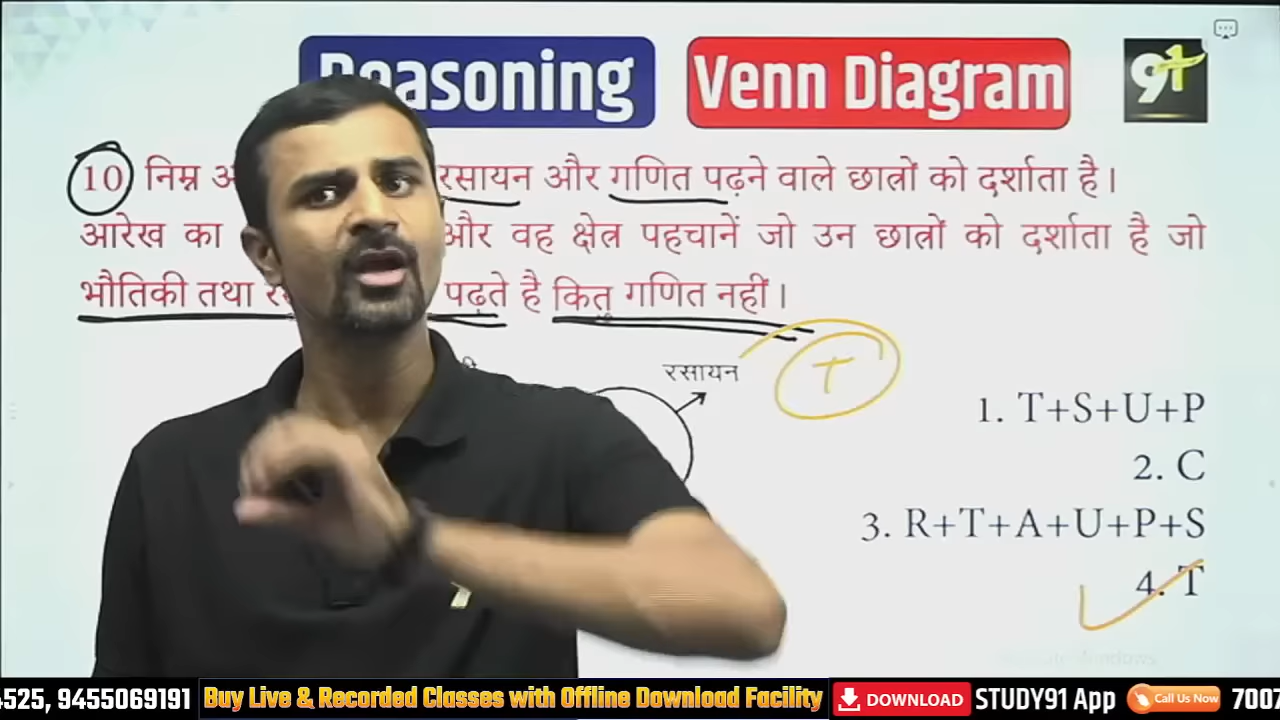 Reasoning Venn Diagram 91
10 निम्न रसायन और गणित पढ़ने वाले छात्रों को दर्शाता है।
आरेख का और वह क्षेत्र पहचानें जो उन छात्रों को दर्शाता है जो
भौतिकी तथा पढ़ते है किंतु गणित नहीं।
रसायन
T
1. T+S+U+P
2. C
3. R+T+A+U+P+S
4. T
4525, 9455069191 Buy Live & Recorded Classes with Offline Download Facility DOWNLOAD STUDY91 App Call Us Now 7007